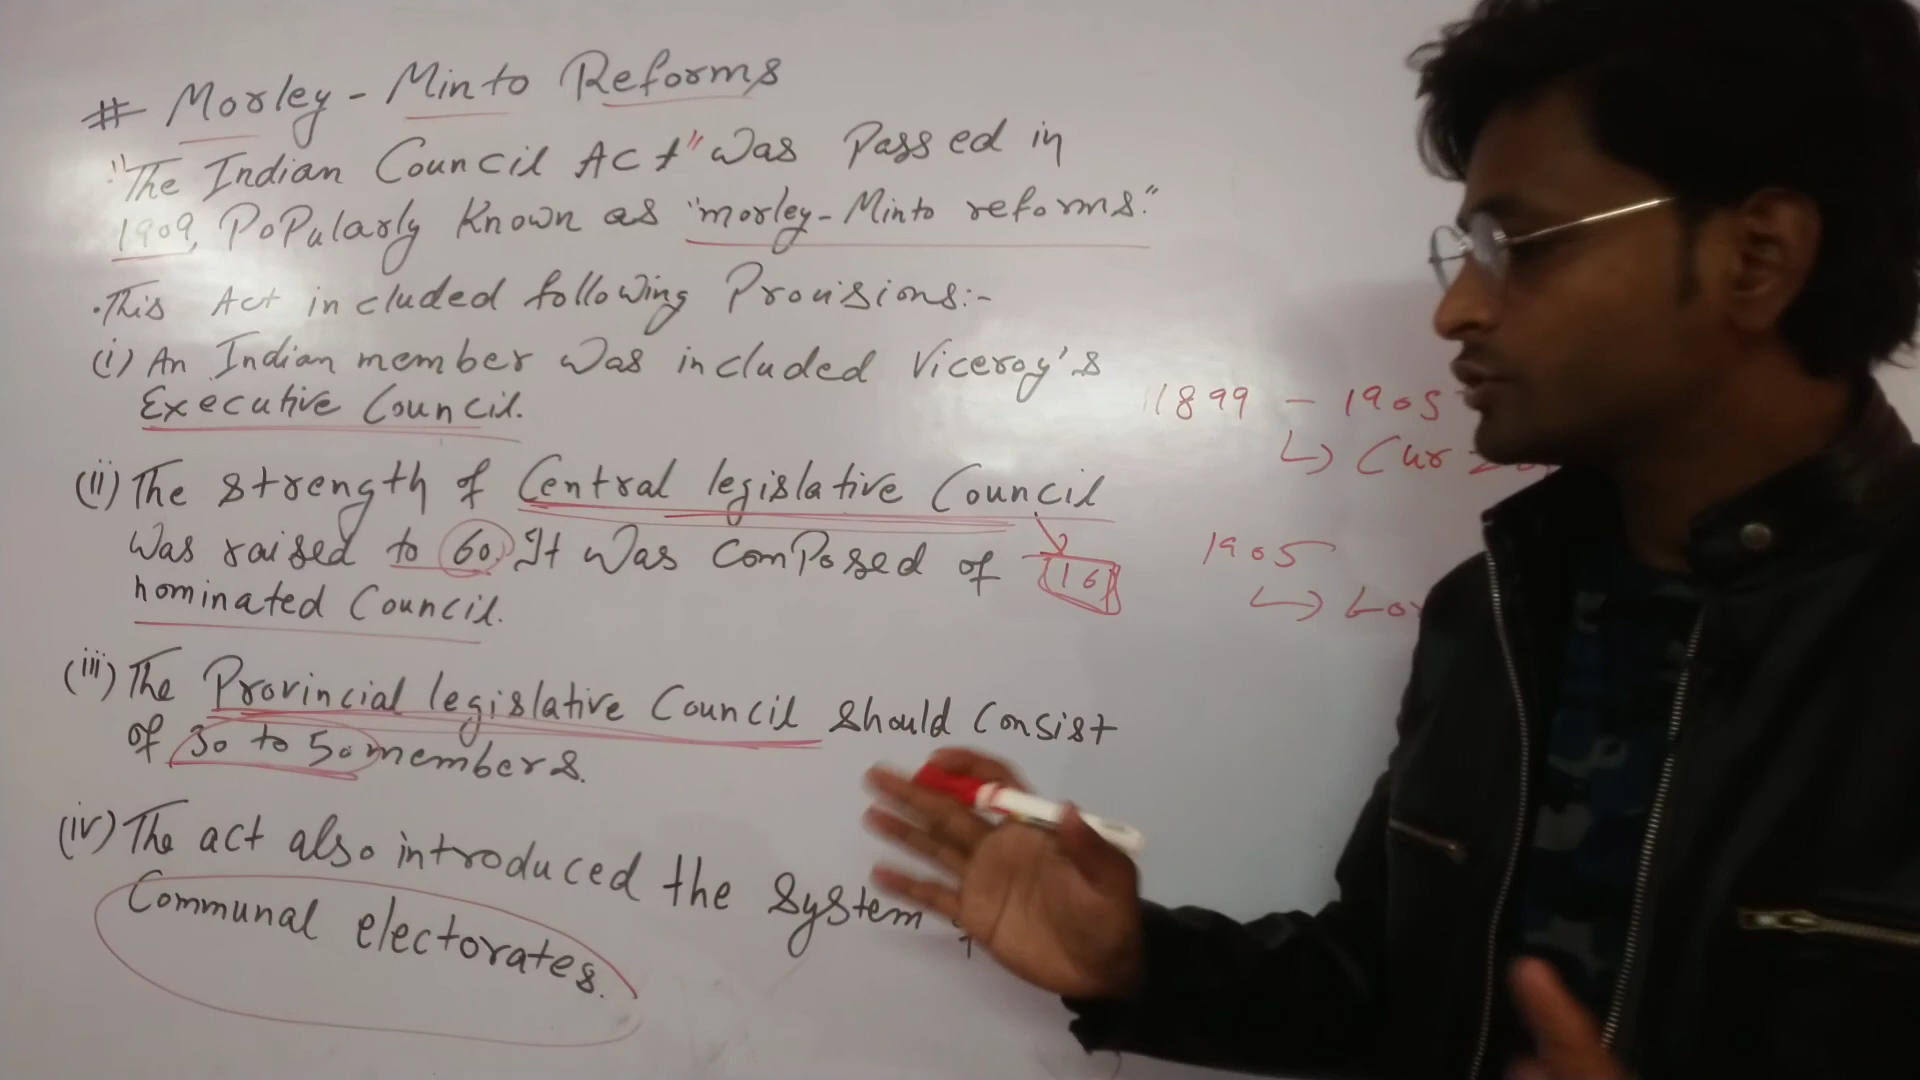 # Morley - Minto Reforms
"The Indian Council Act" was Passed in
1909, Popularly Known as "morley-Minto reforms."
.This Act included following Provisions:-
(i) An Indian member was included Viceroy's
Executive Council.
(ii) The strength of Central legislative Council
was raised to 60. It was composed of
nominated Council.
16
(iii) The Provincial legislative Council should consist
of 30 to 50 members.
(iv) The act also introduced the system
Communal electorates.
1899 - 1905
↳ Curzo
1905
↳ Lo